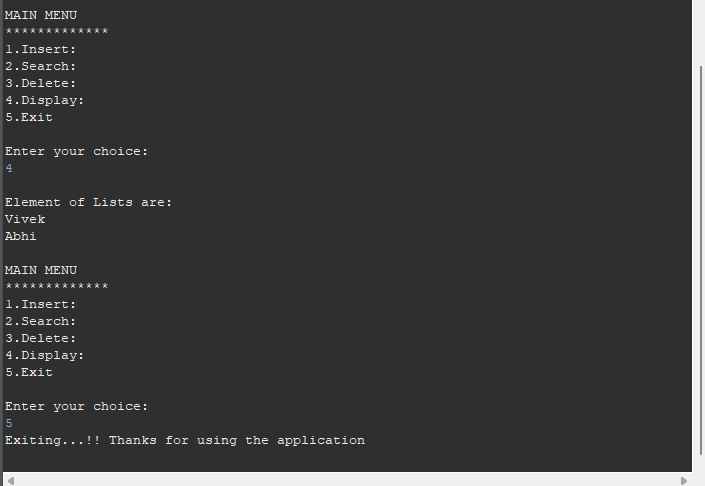 MAIN MENU
*************
1.Insert:
2.Search:
3.Delete:
4.Display:
5.Exit
Enter your choice:
4
Element of Lists are:
Vivek
Abhi
MAIN MENU
*************
1.Insert:
2.Search:
3.Delete:
4.Display:
5.Exit
Enter your choice:
5
Exiting...!! Thanks for using the application